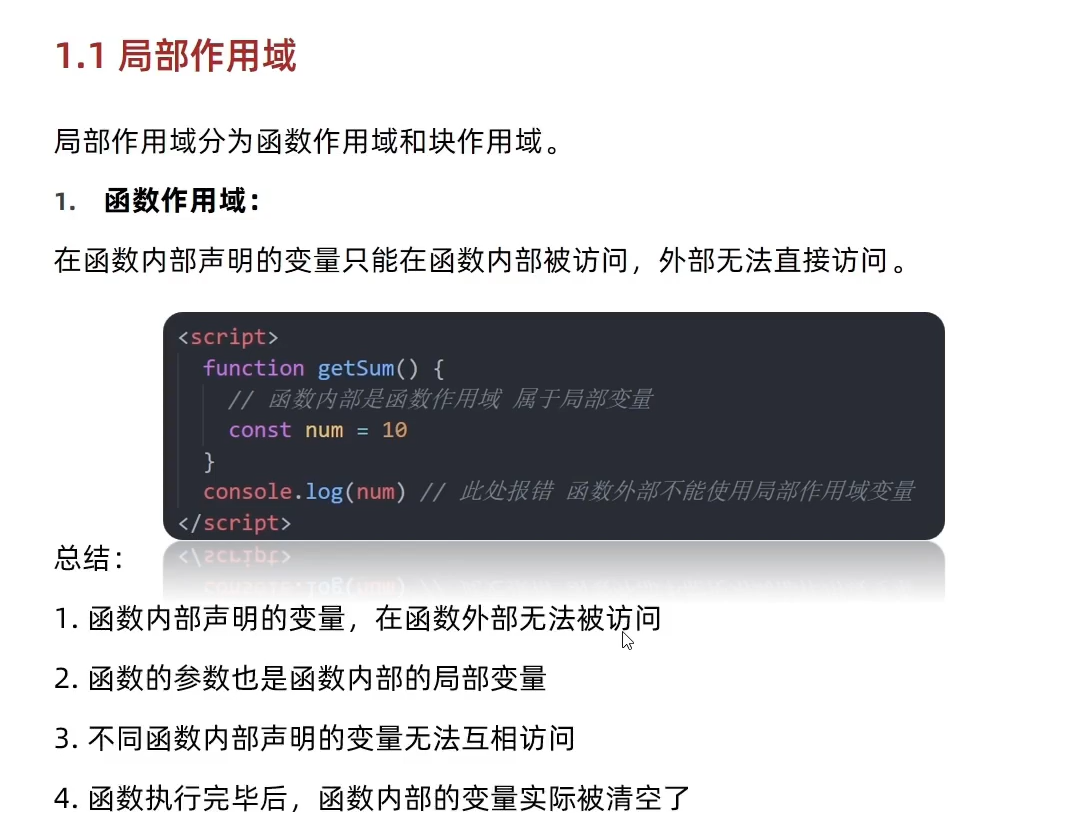 1.1 局部作用域
局部作用域分为函数作用域和块作用域。
1. 函数作用域：
在函数内部声明的变量只能在函数内部被访问，外部无法直接访问。
<script>
function getSum() {
// 函数内部是函数作用域 属于局部变量
const num = 10
}
console.log(num) // 此处报错 函数外部不能使用局部作用域变量
</script>
总结：
1. 函数内部声明的变量，在函数外部无法被访问
2. 函数的参数也是函数内部的局部变量
3. 不同函数内部声明的变量无法互相访问
4. 函数执行完毕后，函数内部的变量实际被清空了